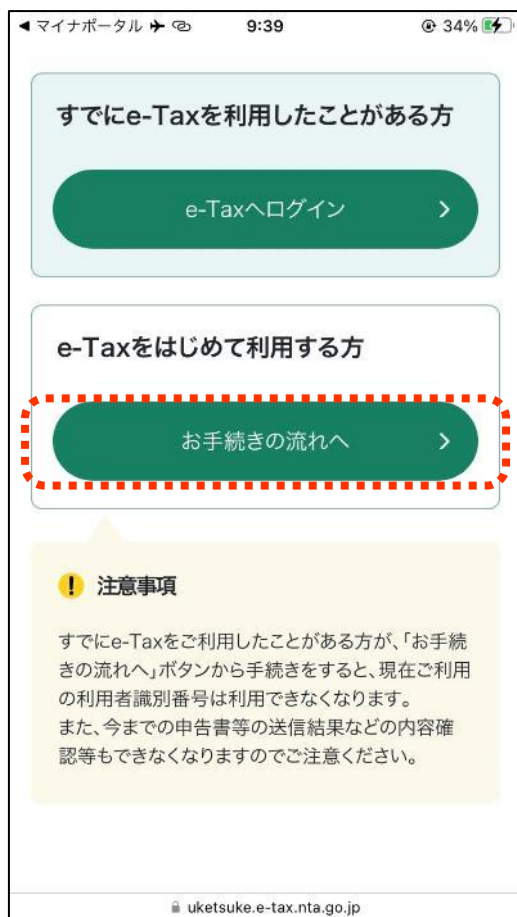 マイナポータル
9:39
34%
すでにe-Taxを利用したことがある方
e-Taxへログイン
e-Taxをはじめて利用する方
お手続きの流れへ
注意事項
すでにe-Taxをご利用したことがある方が、「お手続
きの流れへ」ボタンから手続きをすると、現在ご利用
の利用者識別番号は利用できなくなります。
また、今までの申告書等の送信結果などの内容確
認等もできなくなりますのでご注意ください。
uketsuke.e-tax.nta.go.jp